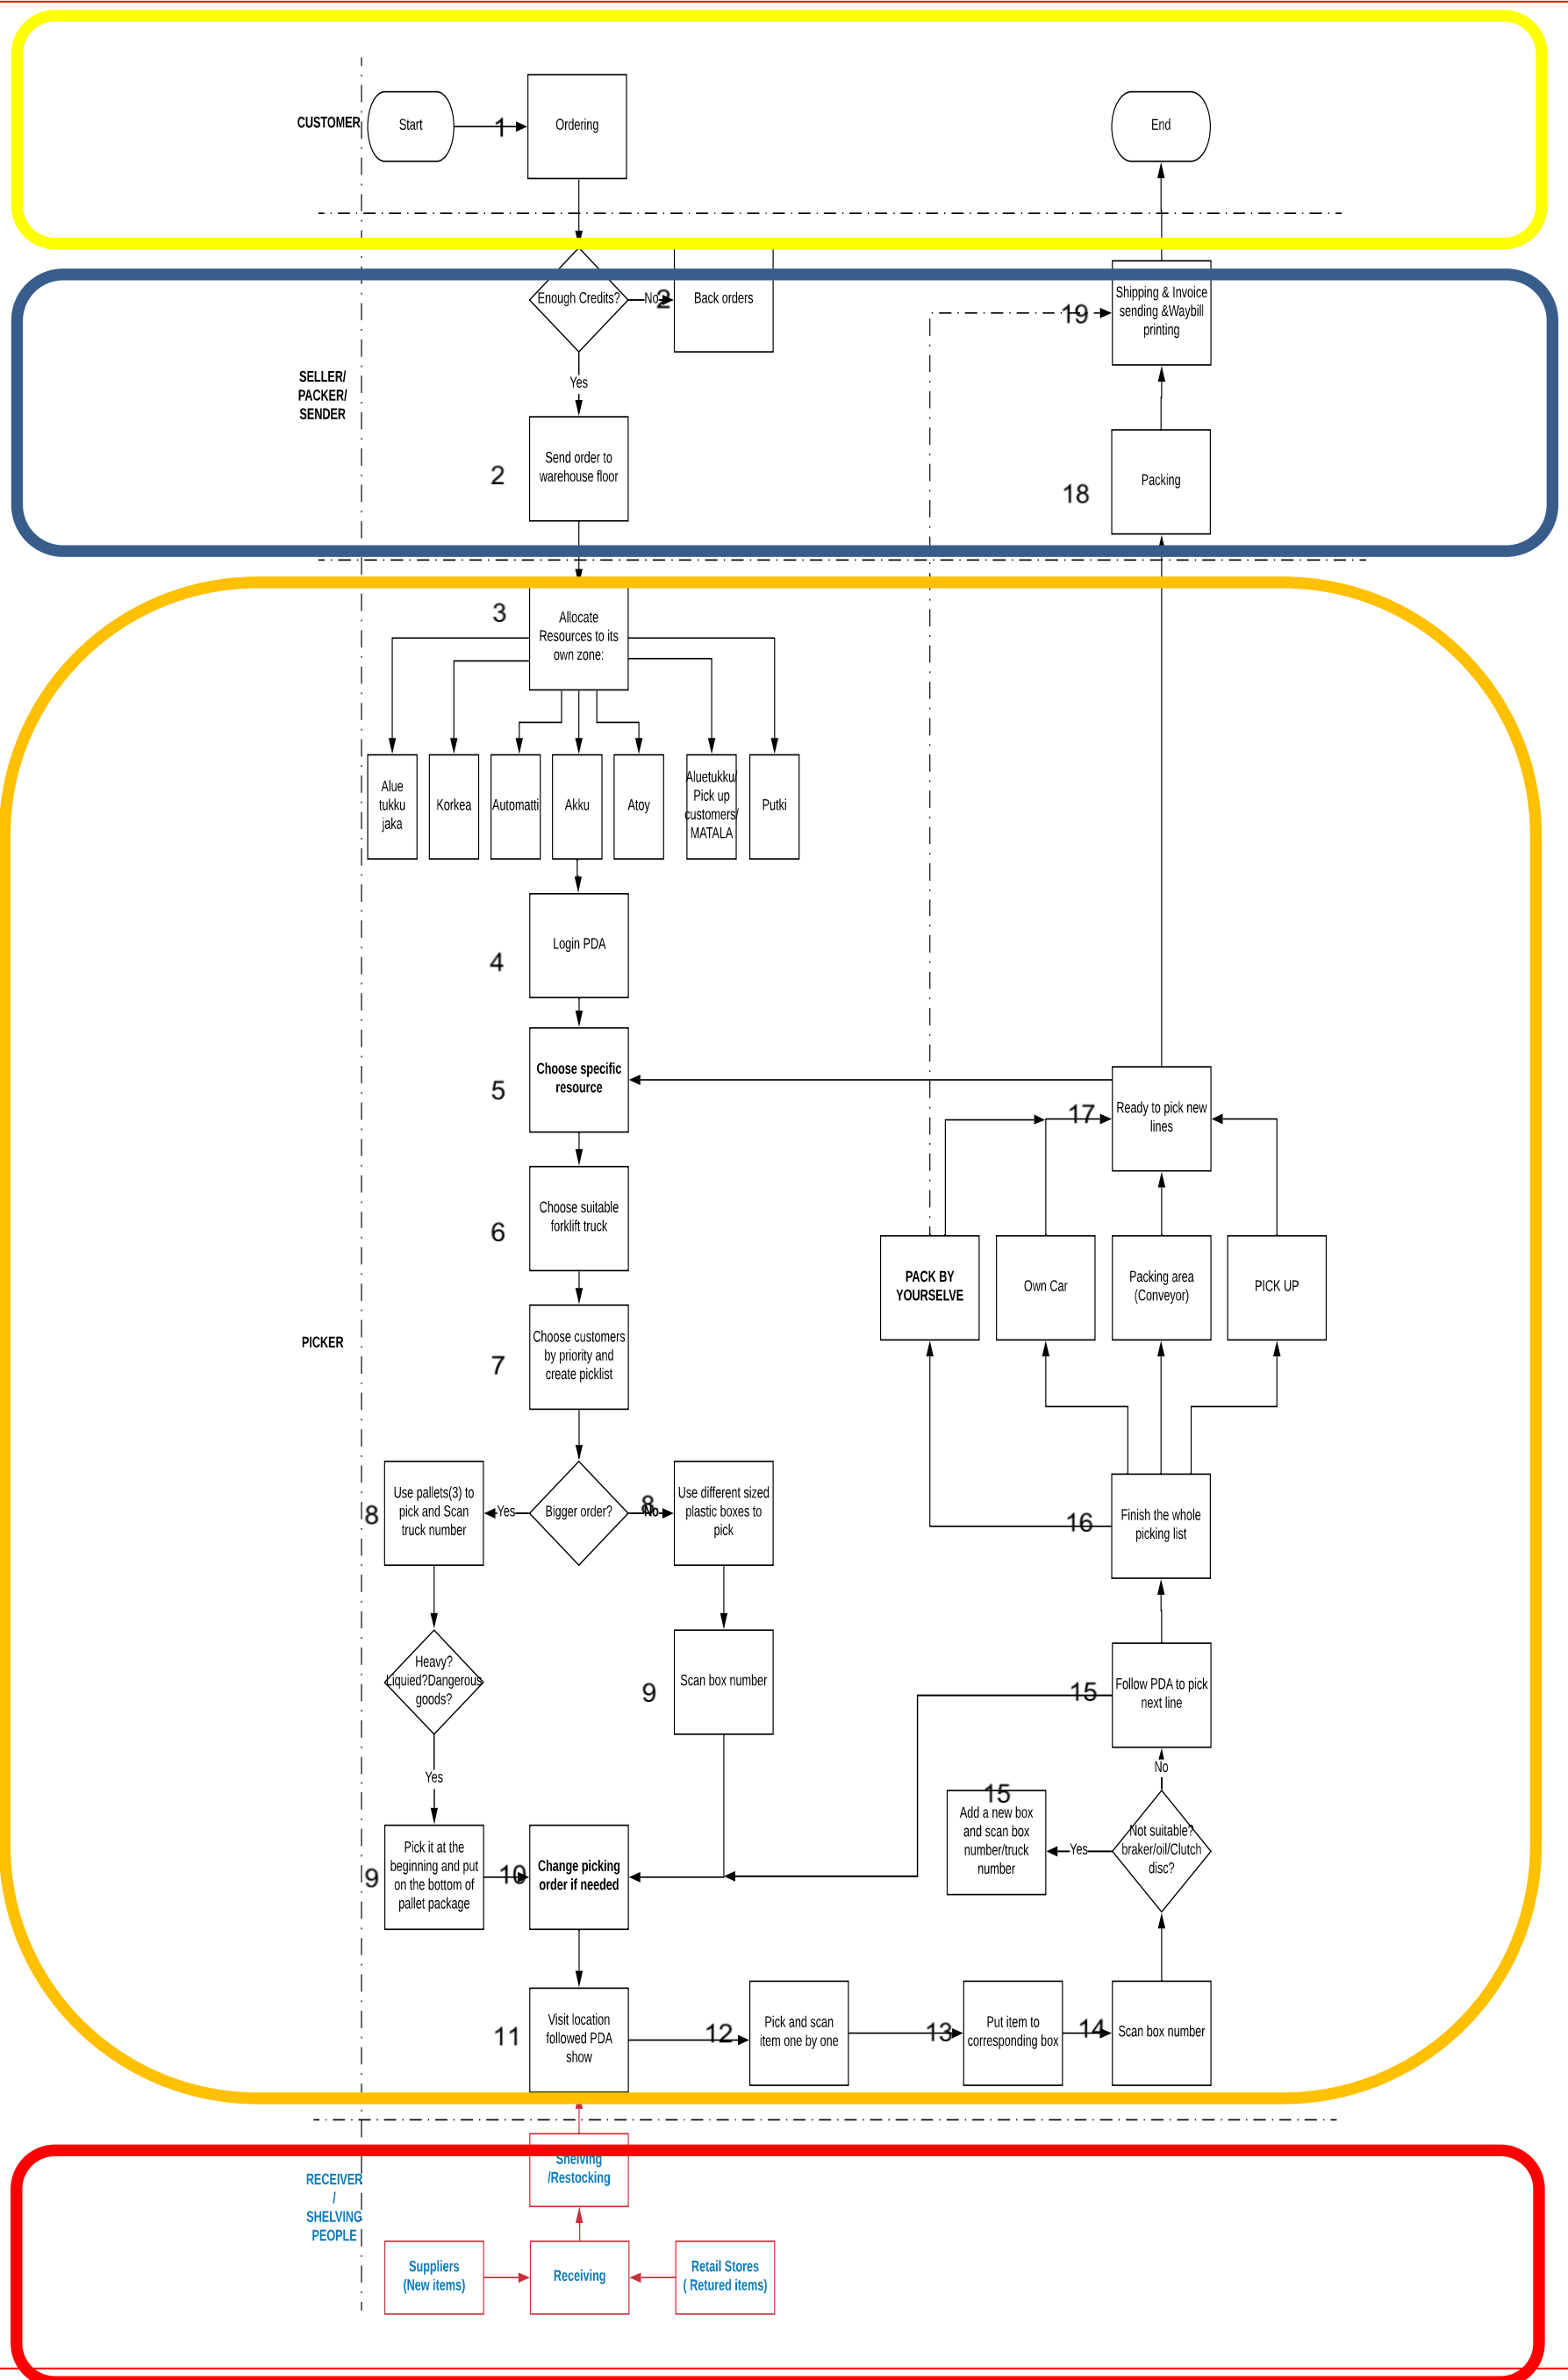 CUSTOMER
Start
1
Ordering
End
Enough Credits?
No
2
Back orders
Yes
SELLER/
PACKER/
SENDER
2
Send order to
warehouse floor
19
Shipping & Invoice
sending &Waybill
printing
18
Packing
3
Allocate
Resources to its
own zone:
Alue
tukku
jaka
Korkea
Automatti
Akku
Atoy
Aluetukku/
Pick up
customers/
MATALA
Putki
4
Login PDA
5
Choose specific
resource
17
Ready to pick new
lines
6
Choose suitable
forklift truck
PACK BY
YOURSELVE
Own Car
Packing area
(Conveyor)
PICK UP
PICKER
7
Choose customers
by priority and
create picklist
8
Use pallets(3) to
pick and Scan
truck number
Yes
Bigger order?
8
No
Use different sized
plastic boxes to
pick
16
Finish the whole
picking list
Heavy?
Liquied?Dangerous
goods?
9
Scan box number
15
Follow PDA to pick
next line
Yes
No
15
Add a new box
and scan box
number/truck
number
Yes
Not suitable?
braker/oil/Clutch
disc?
9
Pick it at the
beginning and put
on the bottom of
pallet package
10
Change picking
order if needed
11
Visit location
followed PDA
show
12
Pick and scan
item one by one
13
Put item to
corresponding box
14
Scan box number
RECEIVER
/
SHELVING
PEOPLE
Shelving
/Restocking
Suppliers
(New items)
Receiving
Retail Stores
( Retured items)